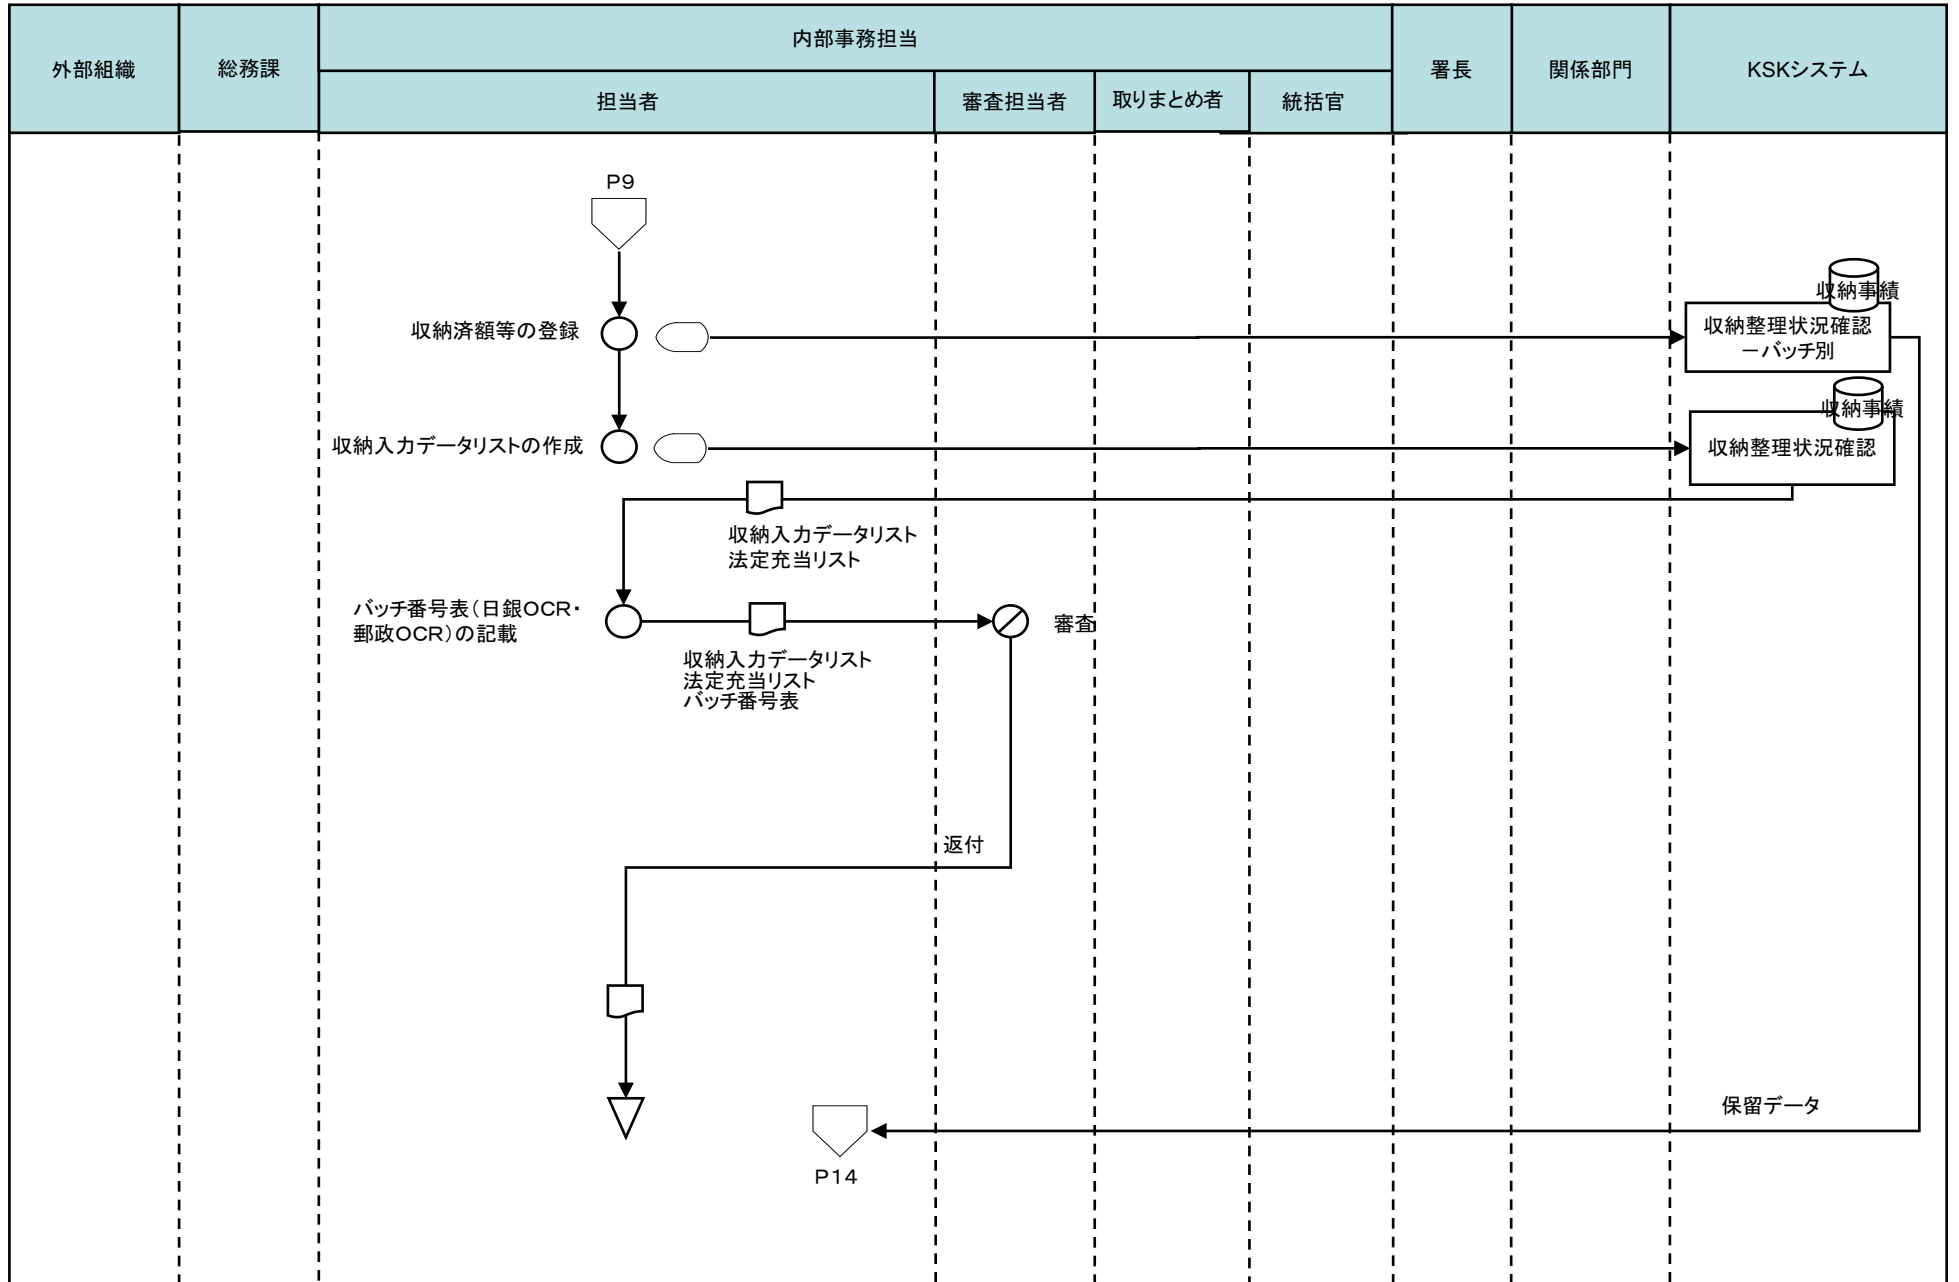 外部組織
総務課
内部事務担当
署長
関係部門
KSKシステム
担当者
審査担当者
取りまとめ者
統括官
P9
収納済額等の登録
収納事績
収納整理状況確認
－バッチ別
収納入力データリストの作成
収納事績
収納整理状況確認
収納入力データリスト
法定充当リスト
バッチ番号表（日銀OCR・
郵政OCR）の記載
審査
収納入力データリスト
法定充当リスト
バッチ番号表
返付
保留データ
P14